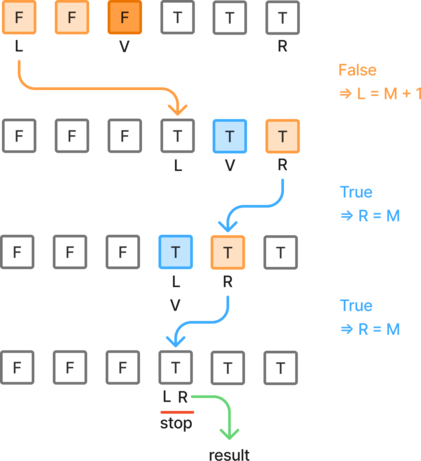 F F F T T T
L V R
False
⇒ L = M + 1
F F F T T T
L V R
True
⇒ R = M
F F F T T T
L R
V
True
⇒ R = M
F F F T T T
L R
stop
result